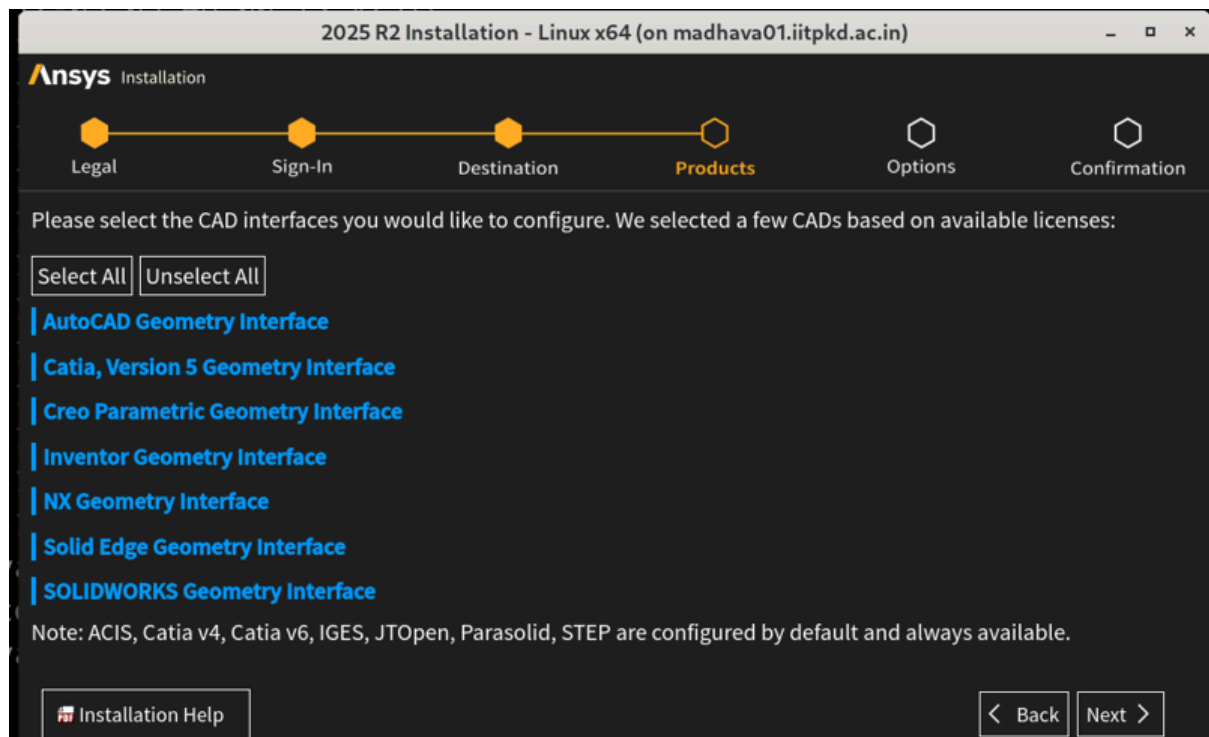 2025 R2 Installation - Linux x64 (on madhava01.iitpkd.ac.in)
Ansys Installation
Legal Sign-In Destination Products Options Confirmation
Please select the CAD interfaces you would like to configure. We selected a few CADs based on available licenses:
Select All Unselect All
AutoCAD Geometry Interface
Catia, Version 5 Geometry Interface
Creo Parametric Geometry Interface
Inventor Geometry Interface
NX Geometry Interface
Solid Edge Geometry Interface
SOLIDWORKS Geometry Interface
Note: ACIS, Catia v4, Catia v6, IGES, JTOpen, Parasolid, STEP are configured by default and always available.
Installation Help Back Next